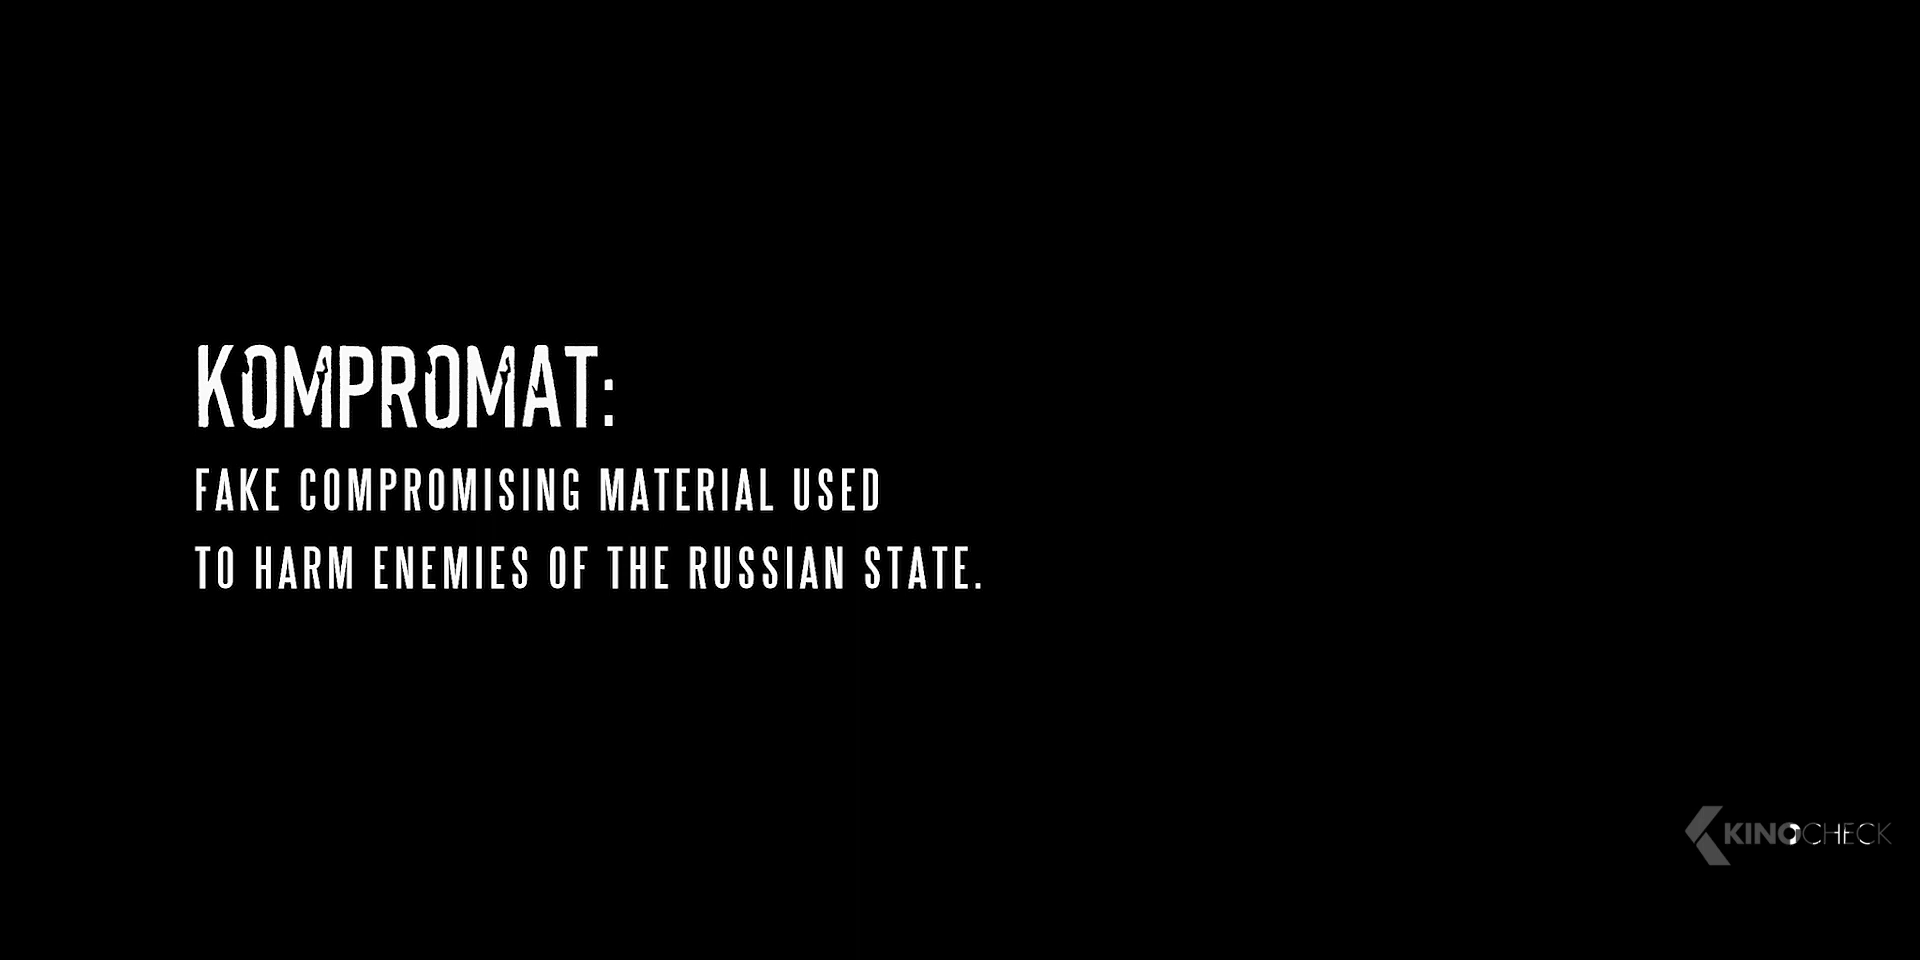 KOMPROMAT:
FAKE COMPROMISING MATERIAL USED
TO HARM ENEMIES OF THE RUSSIAN STATE.
KINOCHECK